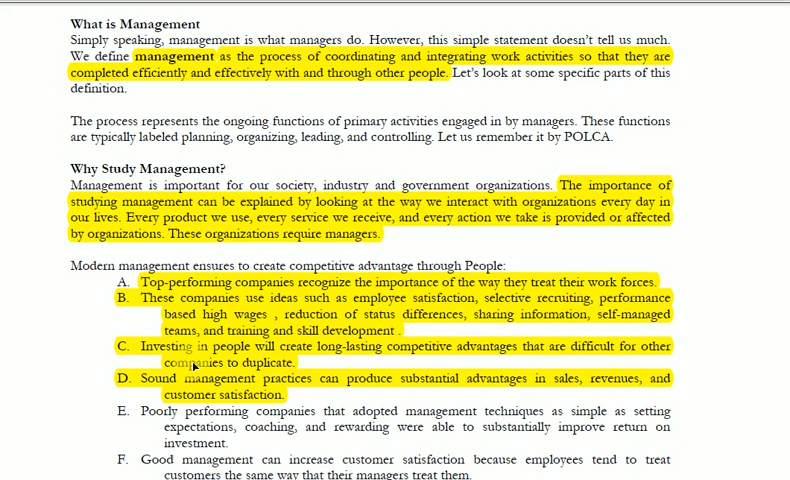 What is Management
Simply speaking, management is what managers do. However, this simple statement doesn't tell us much.
We define management as the process of coordinating and integrating work activities so that they are
completed efficiently and effectively with and through other people. Let's look at some specific parts of this
definition.
The process represents the ongoing functions of primary activities engaged in by managers. These functions
are typically labeled planning, organizing, leading, and controlling. Let us remember it by POLCA.
Why Study Management?
Management is important for our society, industry and government organizations. The importance of
studying management can be explained by looking at the way we interact with organizations every day in
our lives. Every product we use, every service we receive, and every action we take is provided or affected
by organizations. These organizations require managers.
Modern management ensures to create competitive advantage through People:
A. Top-performing companies recognize the importance of the way they treat their work forces.
B. These companies use ideas such as employee satisfaction, selective recruiting, performance
based high wages , reduction of status differences, sharing information, self-managed
teams, and training and skill development .
C. Investing in people will create long-lasting competitive advantages that are difficult for other
companies to duplicate.
D. Sound management practices can produce substantial advantages in sales, revenues, and
customer satisfaction.
E. Poorly performing companies that adopted management techniques as simple as setting
expectations, coaching, and rewarding were able to substantially improve return on
investment.
F. Good management can increase customer satisfaction because employees tend to treat
customers the same way that their managers treat them.